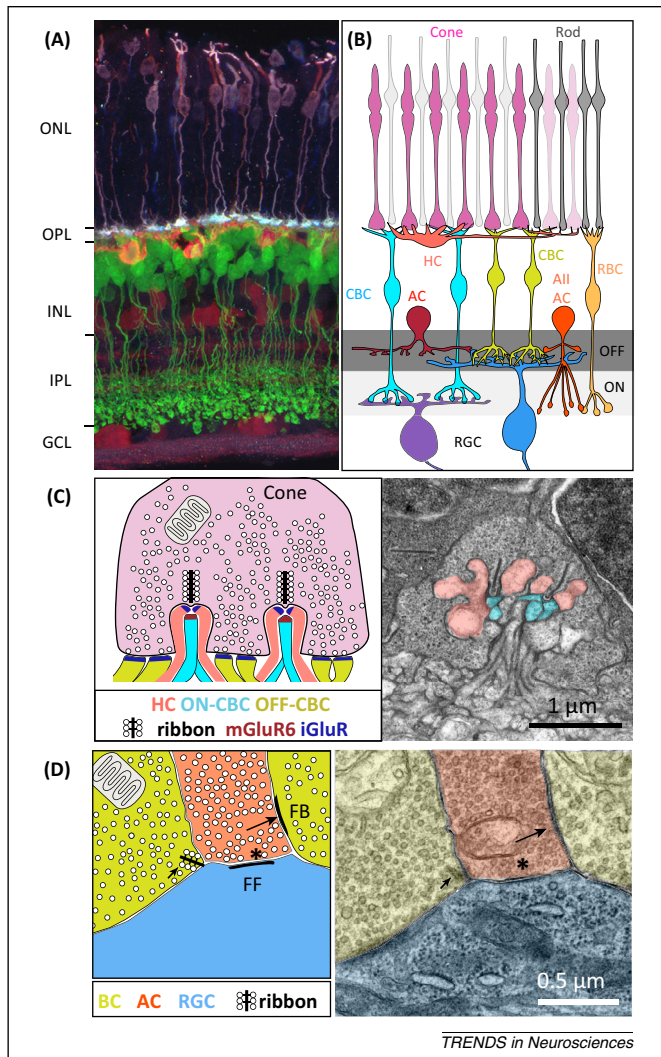 (A)
ONL
OPL
INL
IPL
GCL
(B)
Cone Rod
HC CBC
CBC AC AII AC RBC
OFF
ON
RGC
(C)
Cone
HC ON-CBC OFF-CBC
ribbon mGluR6 iGluR
1 μm
(D)
FB
*
FF
BC AC RGC ribbon
*
0.5 μm
TRENDS in Neurosciences